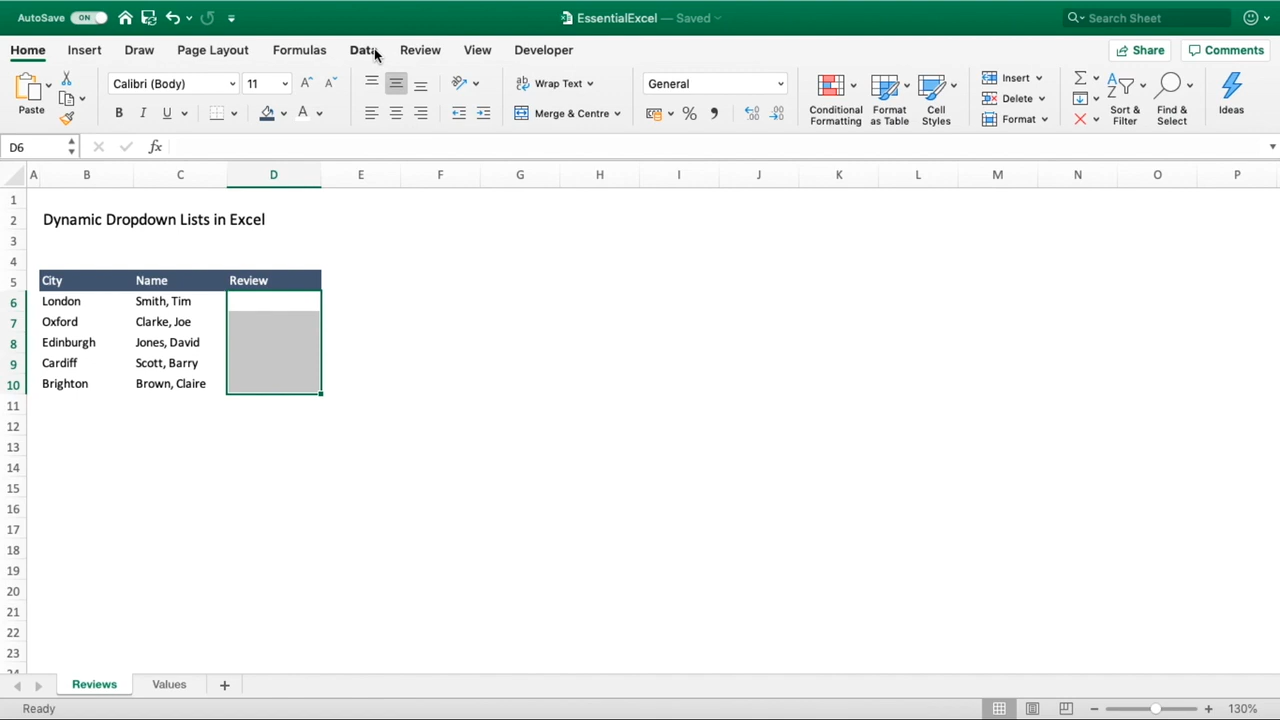 AutoSave ON EssentialExcel — Saved Search Sheet
Home Insert Draw Page Layout Formulas Data Review View Developer Share Comments
Paste Calibri (Body) 11 A A Wrap Text General Conditional Formatting Format as Table Cell Styles Insert Sort & Filter Find & Select Ideas
Delete
B I U A Merge & Centre % Format
D6 fx
A B C D E F G H I J K L M N O P
1
2 Dynamic Dropdown Lists in Excel
3
4
5 City Name Review
6 London Smith, Tim
7 Oxford Clarke, Joe
8 Edinburgh Jones, David
9 Cardiff Scott, Barry
10 Brighton Brown, Claire
11
12
13
14
15
16
17
18
19
20
21
22
23
24
Reviews Values +
Ready 130%